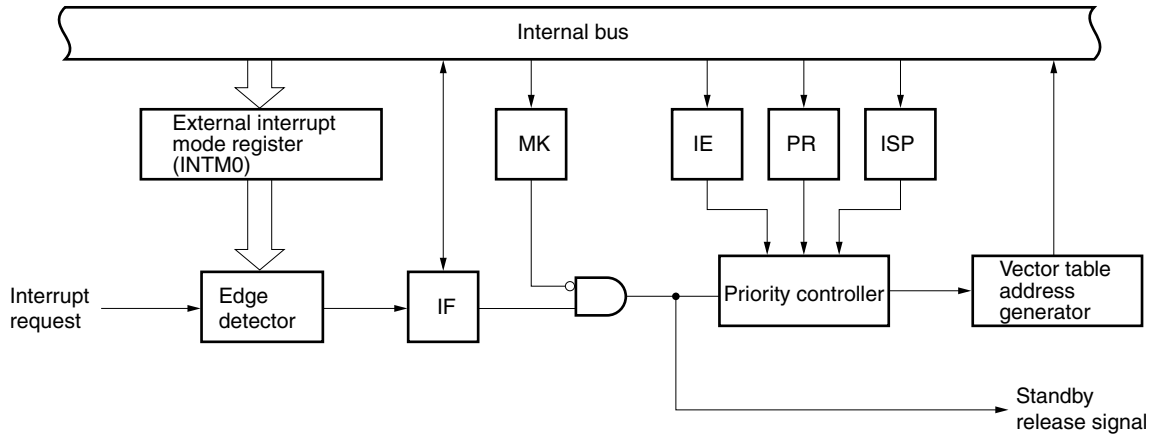 Internal bus
External interrupt
mode register
(INTM0)
MK
IE
PR
ISP
Interrupt
request
Edge
detector
IF
Priority controller
Vector table
address
generator
Standby
release signal